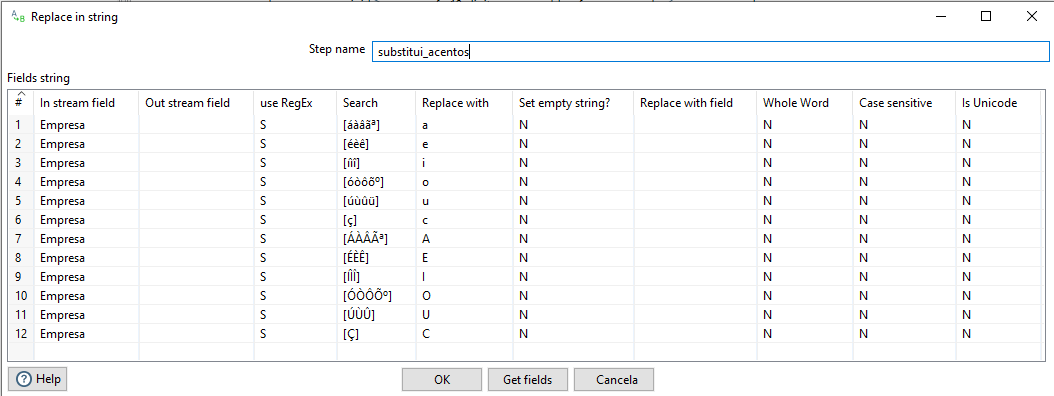 Replace in string
Step name substitui_acentos
Fields string
# In stream field Out stream field use RegEx Search Replace with Set empty string? Replace with field Whole Word Case sensitive Is Unicode
1 Empresa S [áàâãª] a N N N N
2 Empresa S [éèê] e N N N N
3 Empresa S [íìî] i N N N N
4 Empresa S [óòôõº] o N N N N
5 Empresa S [úùûü] u N N N N
6 Empresa S [ç] c N N N N
7 Empresa S [ÁÀÂÃª] A N N N N
8 Empresa S [ÉÈÊ] E N N N N
9 Empresa S [ÍÎÌ] I N N N N
10 Empresa S [ÓÒÔÕº] O N N N N
11 Empresa S [ÚÙÛ] U N N N N
12 Empresa S [Ç] C N N N N
Help OK Get fields Cancela